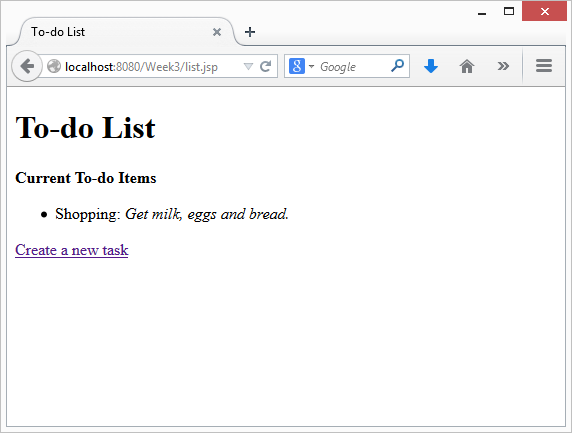 To-do List
localhost:8080/Week3/list.jsp
Google
To-do List
Current To-do Items
• Shopping: Get milk, eggs and bread.
Create a new task